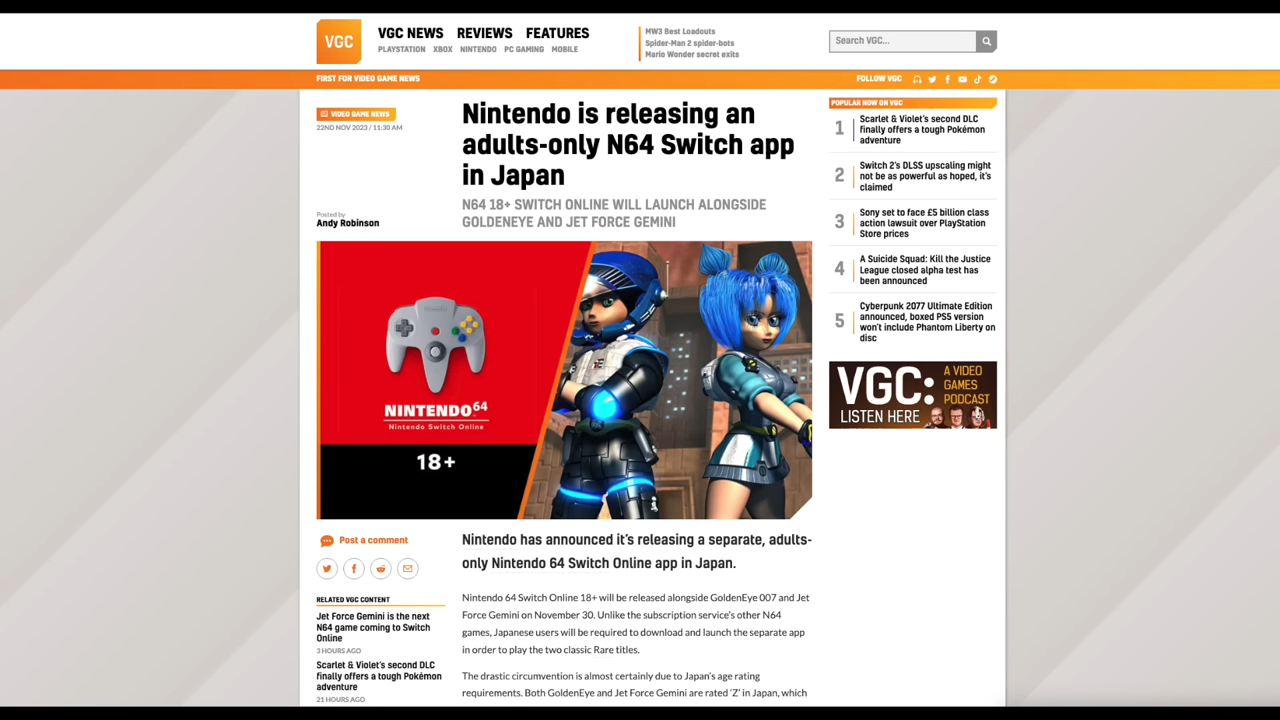 VGC
VGC NEWS REVIEWS FEATURES
PLAYSTATION XBOX NINTENDO PC GAMING MOBILE
MW3 Best Loadouts
Spider-Man 2 spider-bots
Mario Wonder secret exits
Search VGC...
FIRST FOR VIDEO GAME NEWS
FOLLOW VGC
VIDEO GAME NEWS
22ND NOV 2023 / 11:30 AM
Posted by
Andy Robinson
Nintendo is releasing an
adults-only N64 Switch app
in Japan
N64 18+ SWITCH ONLINE WILL LAUNCH ALONGSIDE
GOLDENEYE AND JET FORCE GEMINI
NINTENDO 64
Nintendo Switch Online
18+
Post a comment
RELATED VGC CONTENT
Jet Force Gemini is the next
N64 game coming to Switch
Online
3 HOURS AGO
Scarlet & Violet's second DLC
finally offers a tough Pokémon
adventure
21 HOURS AGO
Nintendo has announced it's releasing a separate, adults-
only Nintendo 64 Switch Online app in Japan.
Nintendo 64 Switch Online 18+ will be released alongside GoldenEye 007 and Jet
Force Gemini on November 30. Unlike the subscription service's other N64
games, Japanese users will be required to download and launch the separate app
in order to play the two classic Rare titles.
The drastic circumvention is almost certainly due to Japan's age rating
requirements. Both GoldenEye and Jet Force Gemini are rated 'Z' in Japan, which
POPULAR NOW ON VGC
1
Scarlet & Violet's second DLC
finally offers a tough Pokémon
adventure
2
Switch 2's DLSS upscaling might
not be as powerful as hoped, it's
claimed
3
Sony set to face £5 billion class
action lawsuit over PlayStation
Store prices
4
A Suicide Squad: Kill the Justice
League closed alpha test has
been announced
5
Cyberpunk 2077 Ultimate Edition
announced, boxed PS5 version
won't include Phantom Liberty on
disc
VGC:
A VIDEO
GAMES
PODCAST
LISTEN HERE